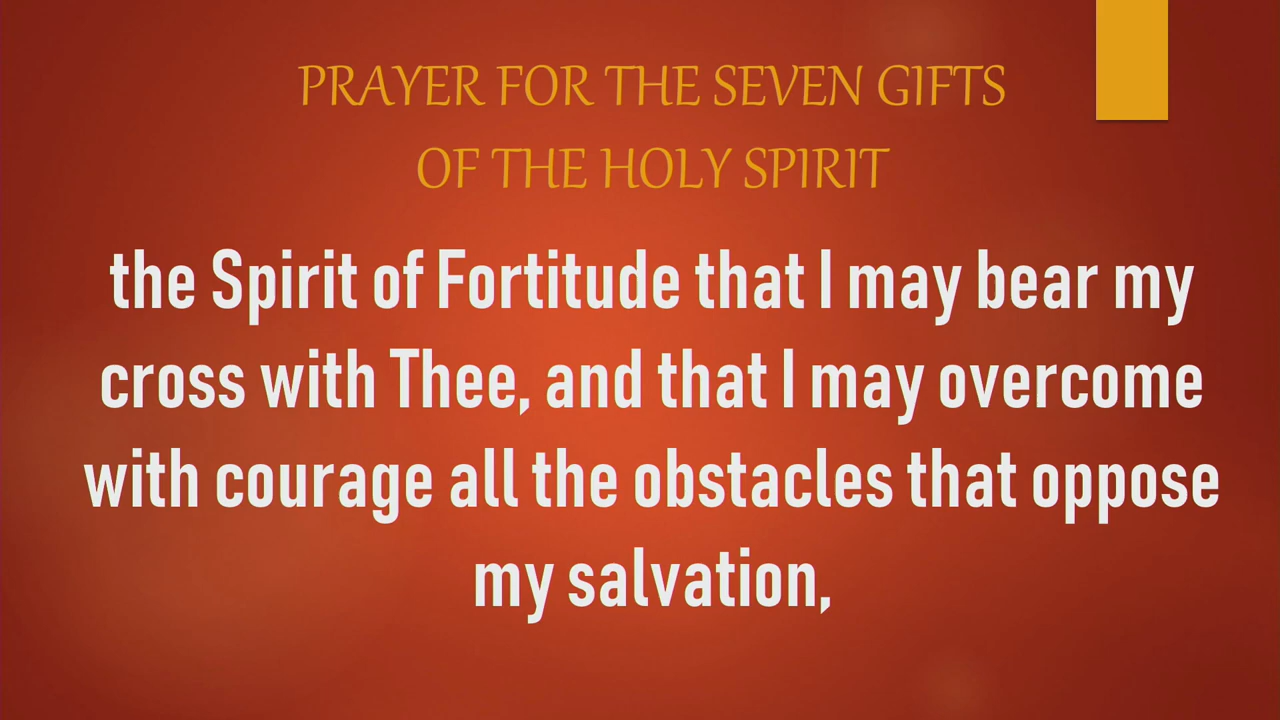 PRAYER FOR THE SEVEN GIFTS
OF THE HOLY SPIRIT
the Spirit of Fortitude that I may bear my
cross with Thee, and that I may overcome
with courage all the obstacles that oppose
my salvation,